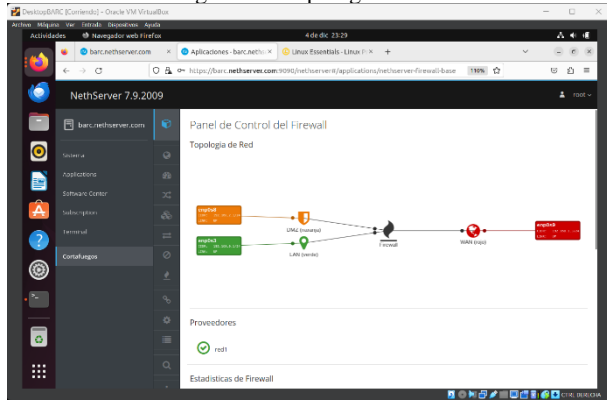 DesktopBARC [Corriendo] - Oracle VM VirtualBox
Archivo Máquina Ver Entrada Dispositivos Ayuda
Actividades Navegador web Firefox 4 de dic 23:29
barc.nethserver.com Aplicaciones - barc.neths Linux Essentials - Linux Pr
https://barc.nethserver.com:9090/nethserver#/applications/nethserver-firewall-base 110%
NethServer 7.9.2009 root
barc.nethserver.com
Sistema
Applications
Software Center
Subscription
Terminal
Cortafuegos
Panel de Control del Firewall
Topología de Red
enp0s8
enp0s3
DMZ (naranja)
LAN (verde)
Firewall
WAN (rojo)
enp0s9
Proveedores
red1
Estadísticas de Firewall
CTRL DERECHA